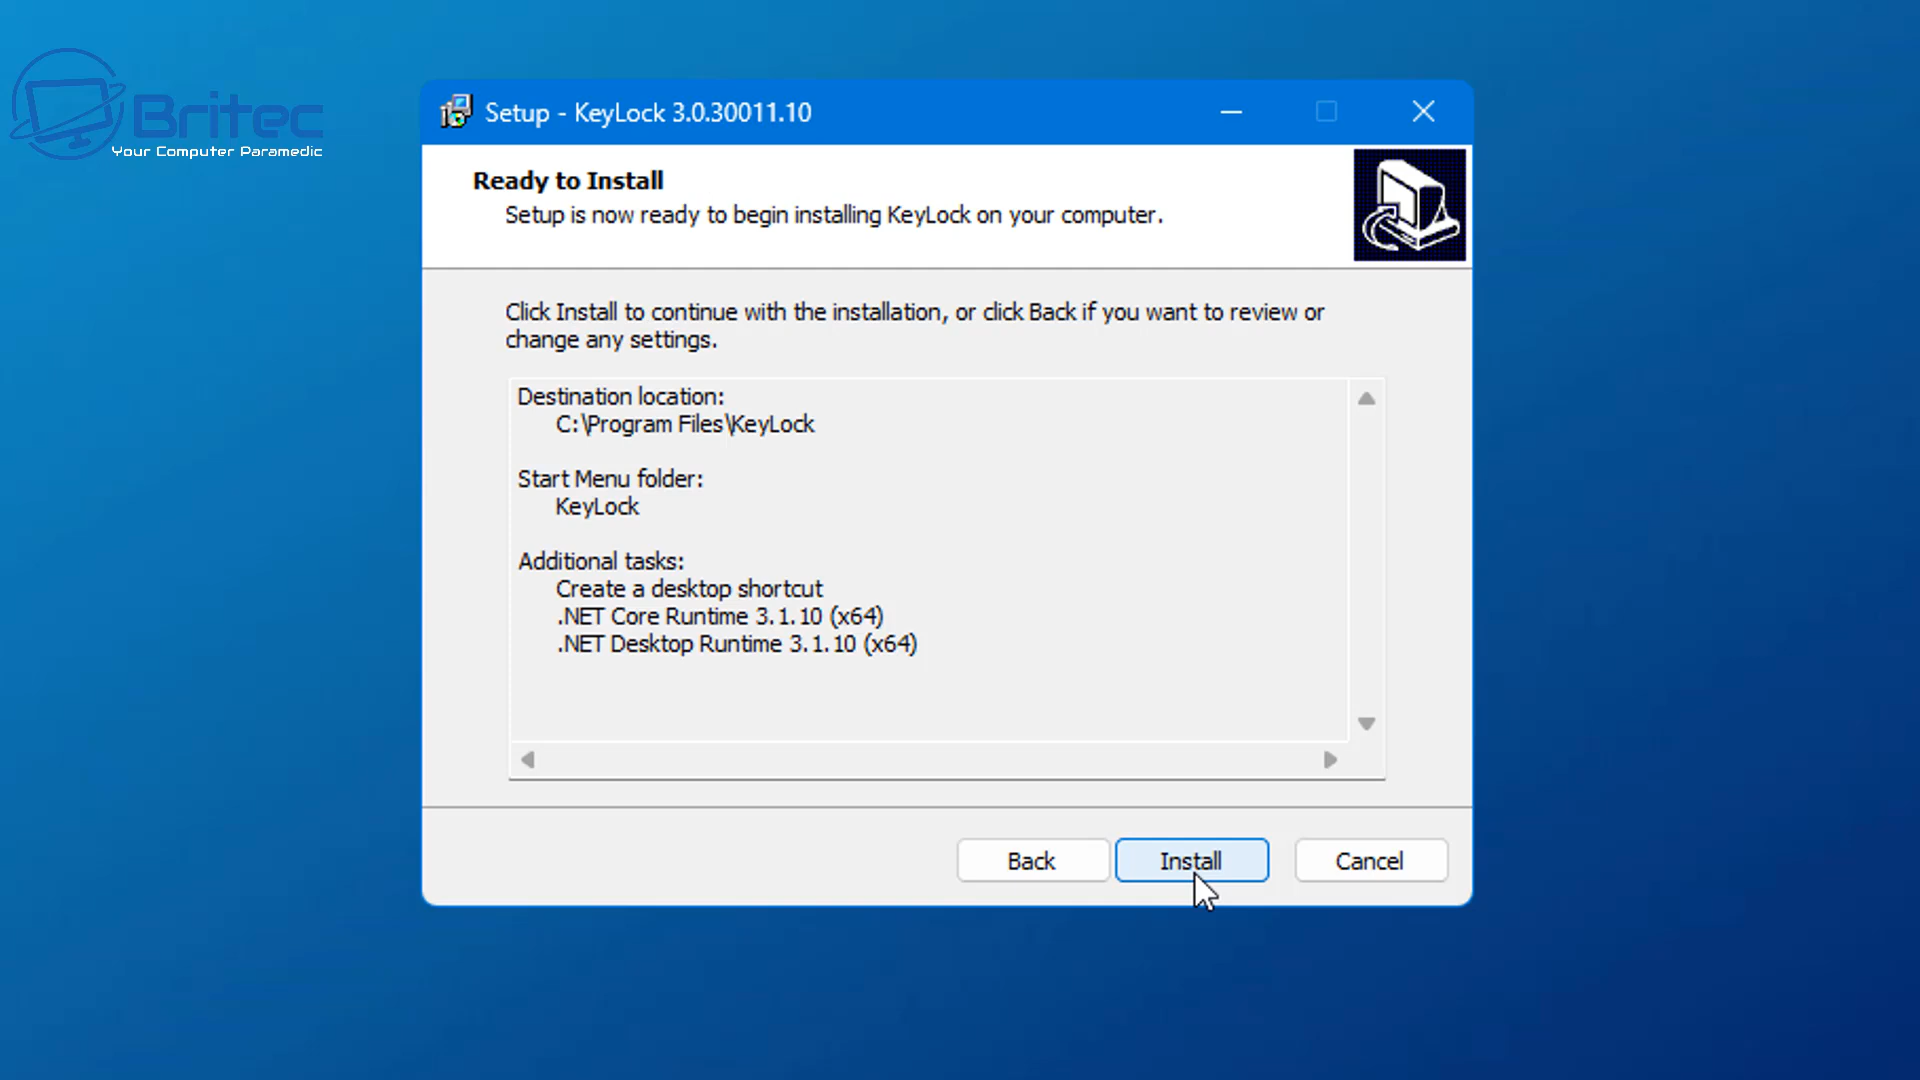 Britec
Your Computer Paramedic
Setup - KeyLock 3.0.30011.10
Ready to Install
Setup is now ready to begin installing KeyLock on your computer.
Click Install to continue with the installation, or click Back if you want to review or
change any settings.
Destination location:
C:\Program Files\KeyLock
Start Menu folder:
KeyLock
Additional tasks:
Create a desktop shortcut
.NET Core Runtime 3.1.10 (x64)
.NET Desktop Runtime 3.1.10 (x64)
Back
Install
Cancel